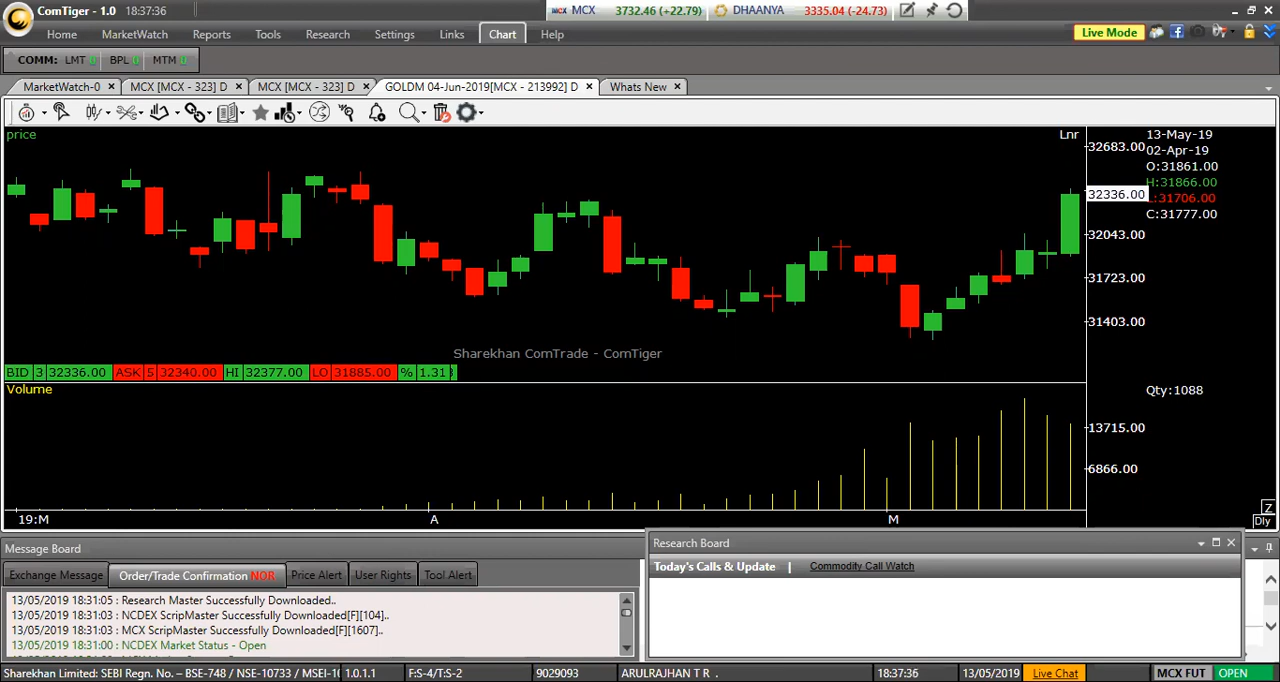 ComTiger - 1.0 18:37:36
MCX 3732.46 (+22.79) DHAANYA 3335.04 (-24.73)
Home MarketWatch Reports Tools Research Settings Links Chart Help
Live Mode
COMM: LMT 0 BPL 0 MTM 0
MarketWatch-0 MCX [MCX - 323] D MCX [MCX - 323] D GOLDM 04-Jun-2019[MCX - 213992] D Whats New
price
Lnr
32683.00
32336.00
32043.00
31723.00
31403.00
13-May-19
02-Apr-19
O:31861.00
H:31866.00
L:31706.00
C:31777.00
Sharekhan ComTrade - ComTiger
BID 3 32336.00 ASK 5 32340.00 HI 32377.00 LO 31885.00 % 1.31
Volume
Qty:1088
13715.00
6866.00
19:M A M
Z
Dly
Message Board
Exchange Message Order/Trade Confirmation NOR Price Alert User Rights Tool Alert
13/05/2019 18:31:05 : Research Master Successfully Downloaded..
13/05/2019 18:31:03 : NCDEX ScripMaster Successfully Downloaded[F][104]..
13/05/2019 18:31:03 : MCX ScripMaster Successfully Downloaded[F][1607]..
13/05/2019 18:31:00 : NCDEX Market Status - Open
Research Board
Today's Calls & Update | Commodity Call Watch
Sharekhan Limited: SEBI Regn. No. – BSE-748 / NSE-10733 / MSEI-1 1.0.1.1 F:S-4/T:S-2 9029093 ARULRAJHAN T R . 18:37:36 13/05/2019 Live Chat MCX FUT OPEN